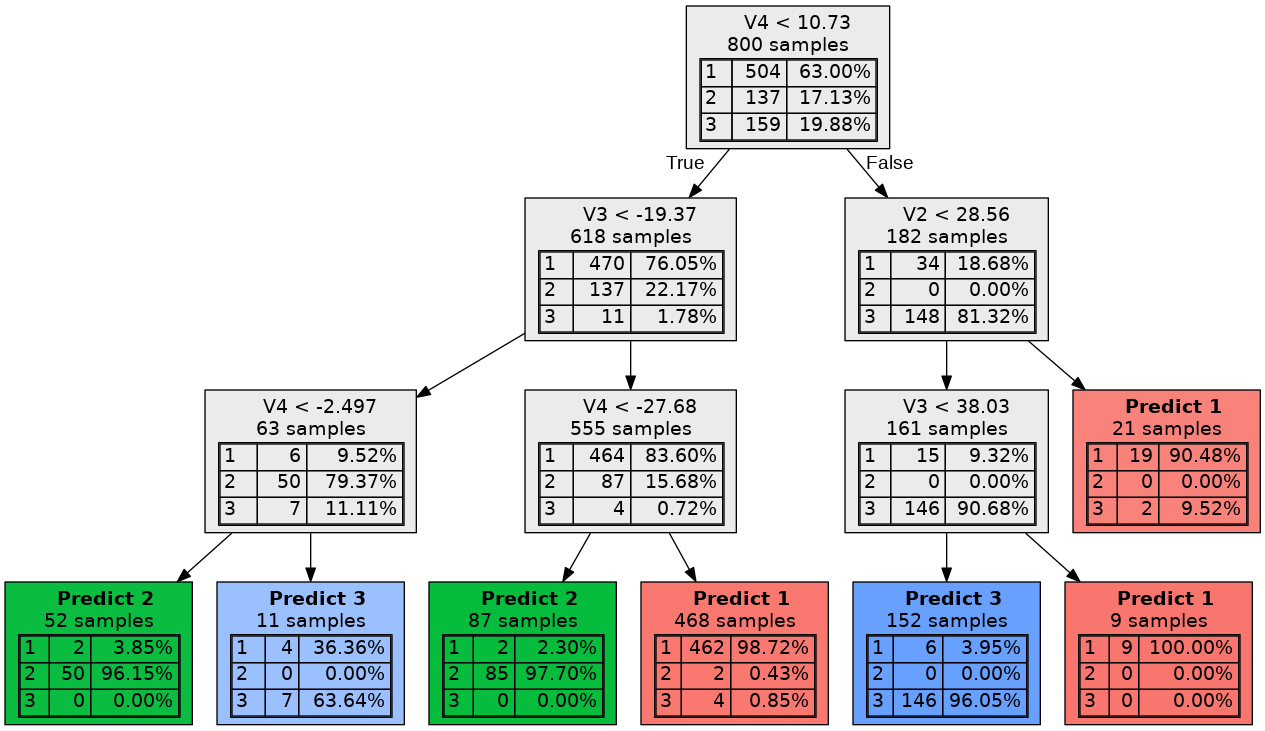 V4 < 10.73
800 samples
1 504 63.00%
2 137 17.13%
3 159 19.88%
True
False
V3 < -19.37
618 samples
1 470 76.05%
2 137 22.17%
3 11 1.78%
V2 < 28.56
182 samples
1 34 18.68%
2 0 0.00%
3 148 81.32%
V4 < -2.497
63 samples
1 6 9.52%
2 50 79.37%
3 7 11.11%
V4 < -27.68
555 samples
1 464 83.60%
2 87 15.68%
3 4 0.72%
V3 < 38.03
161 samples
1 15 9.32%
2 0 0.00%
3 146 90.68%
Predict 1
21 samples
1 19 90.48%
2 0 0.00%
3 2 9.52%
Predict 2
52 samples
1 2 3.85%
2 50 96.15%
3 0 0.00%
Predict 3
11 samples
1 4 36.36%
2 0 0.00%
3 7 63.64%
Predict 2
87 samples
1 2 2.30%
2 85 97.70%
3 0 0.00%
Predict 1
468 samples
1 462 98.72%
2 2 0.43%
3 4 0.85%
Predict 3
152 samples
1 6 3.95%
2 0 0.00%
3 146 96.05%
Predict 1
9 samples
1 9 100.00%
2 0 0.00%
3 0 0.00%